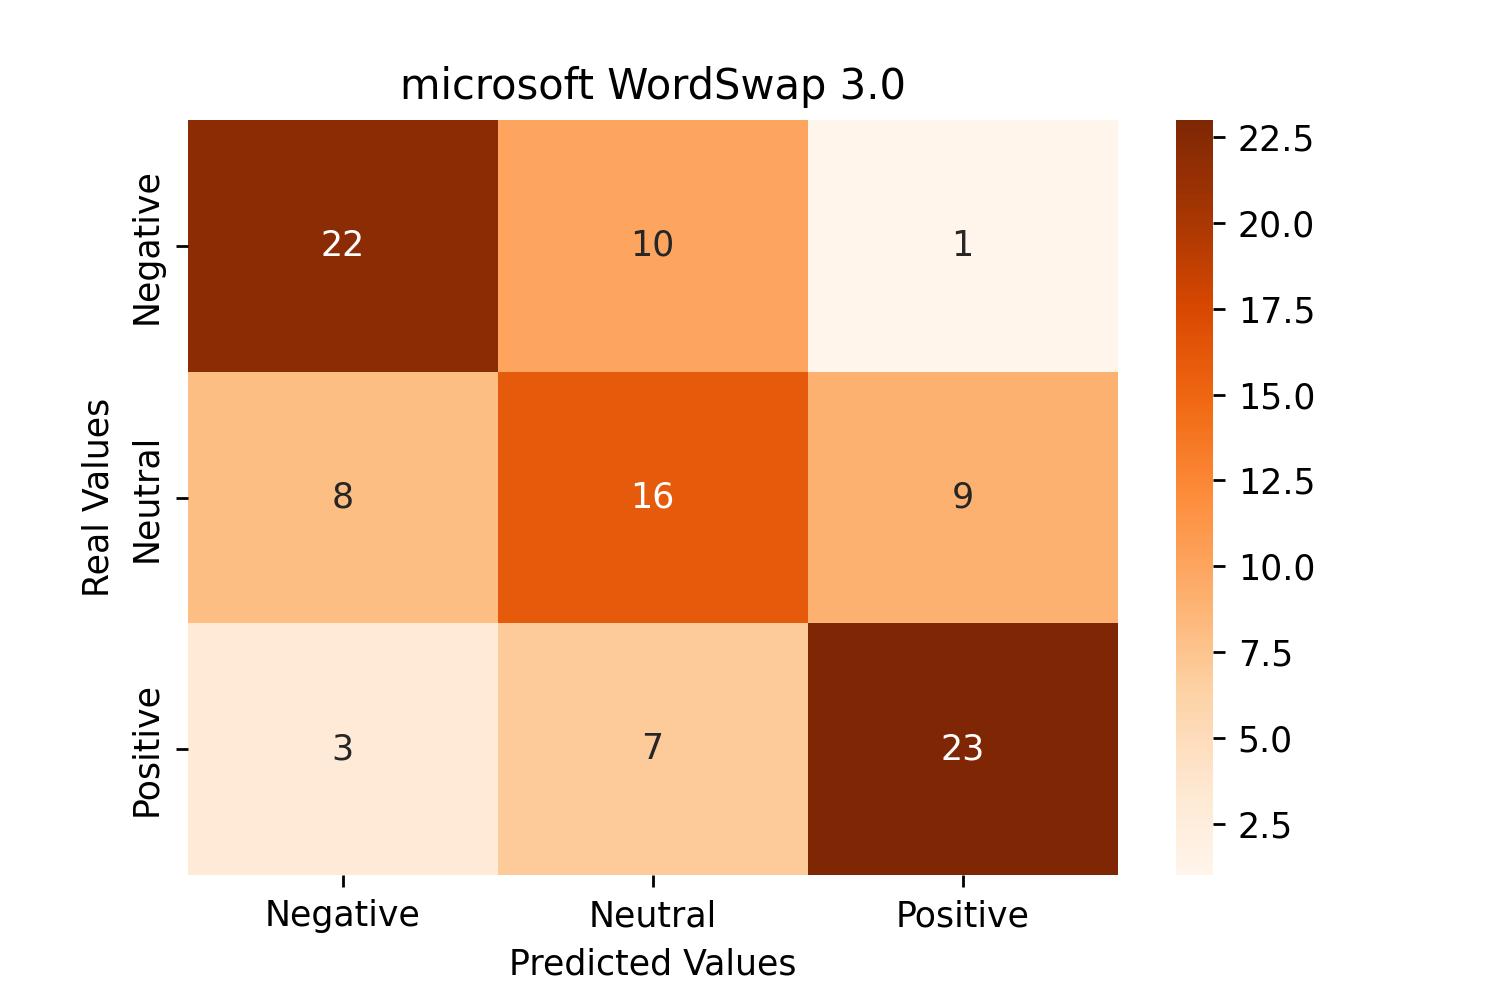 microsoft WordSwap 3.0
Real Values
Negative
22
10
1
Neutral
8
16
9
Positive
3
7
23
Negative
Neutral
Positive
Predicted Values
22.5
20.0
17.5
15.0
12.5
10.0
7.5
5.0
2.5